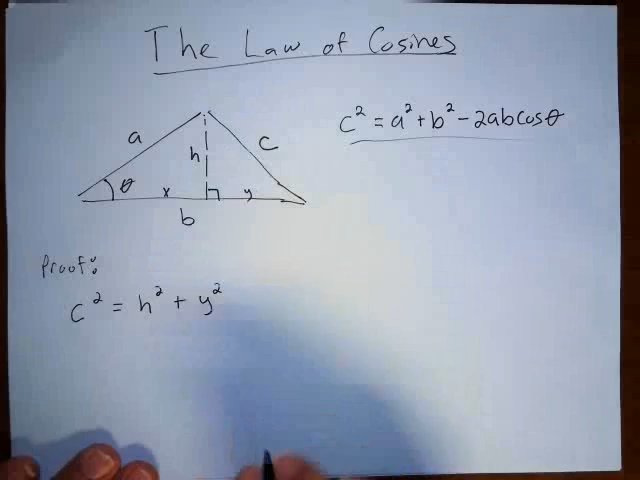 The Law of Cosines
c² = a² + b² - 2abcosθ
a
c
h
θ
x
y
b
Proof:
c² = h² + y²